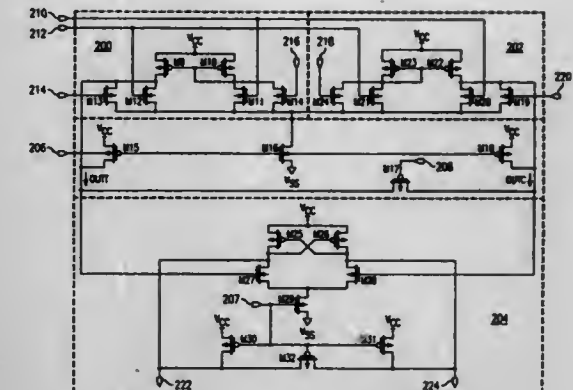 210
212
200
VCC
216
218
VCC
202
M9
M10
M23
M22
214
M13
M12
M11
M14
M24
M21
M20
M19
220
206
VCC
M15
M16
VSS
M17
208
VCC
M18
OUTT
OUTC
VCC
M25
M26
M27
M28
207
M29
VSS
204
VCC
M30
M32
M31
VCC
222
224